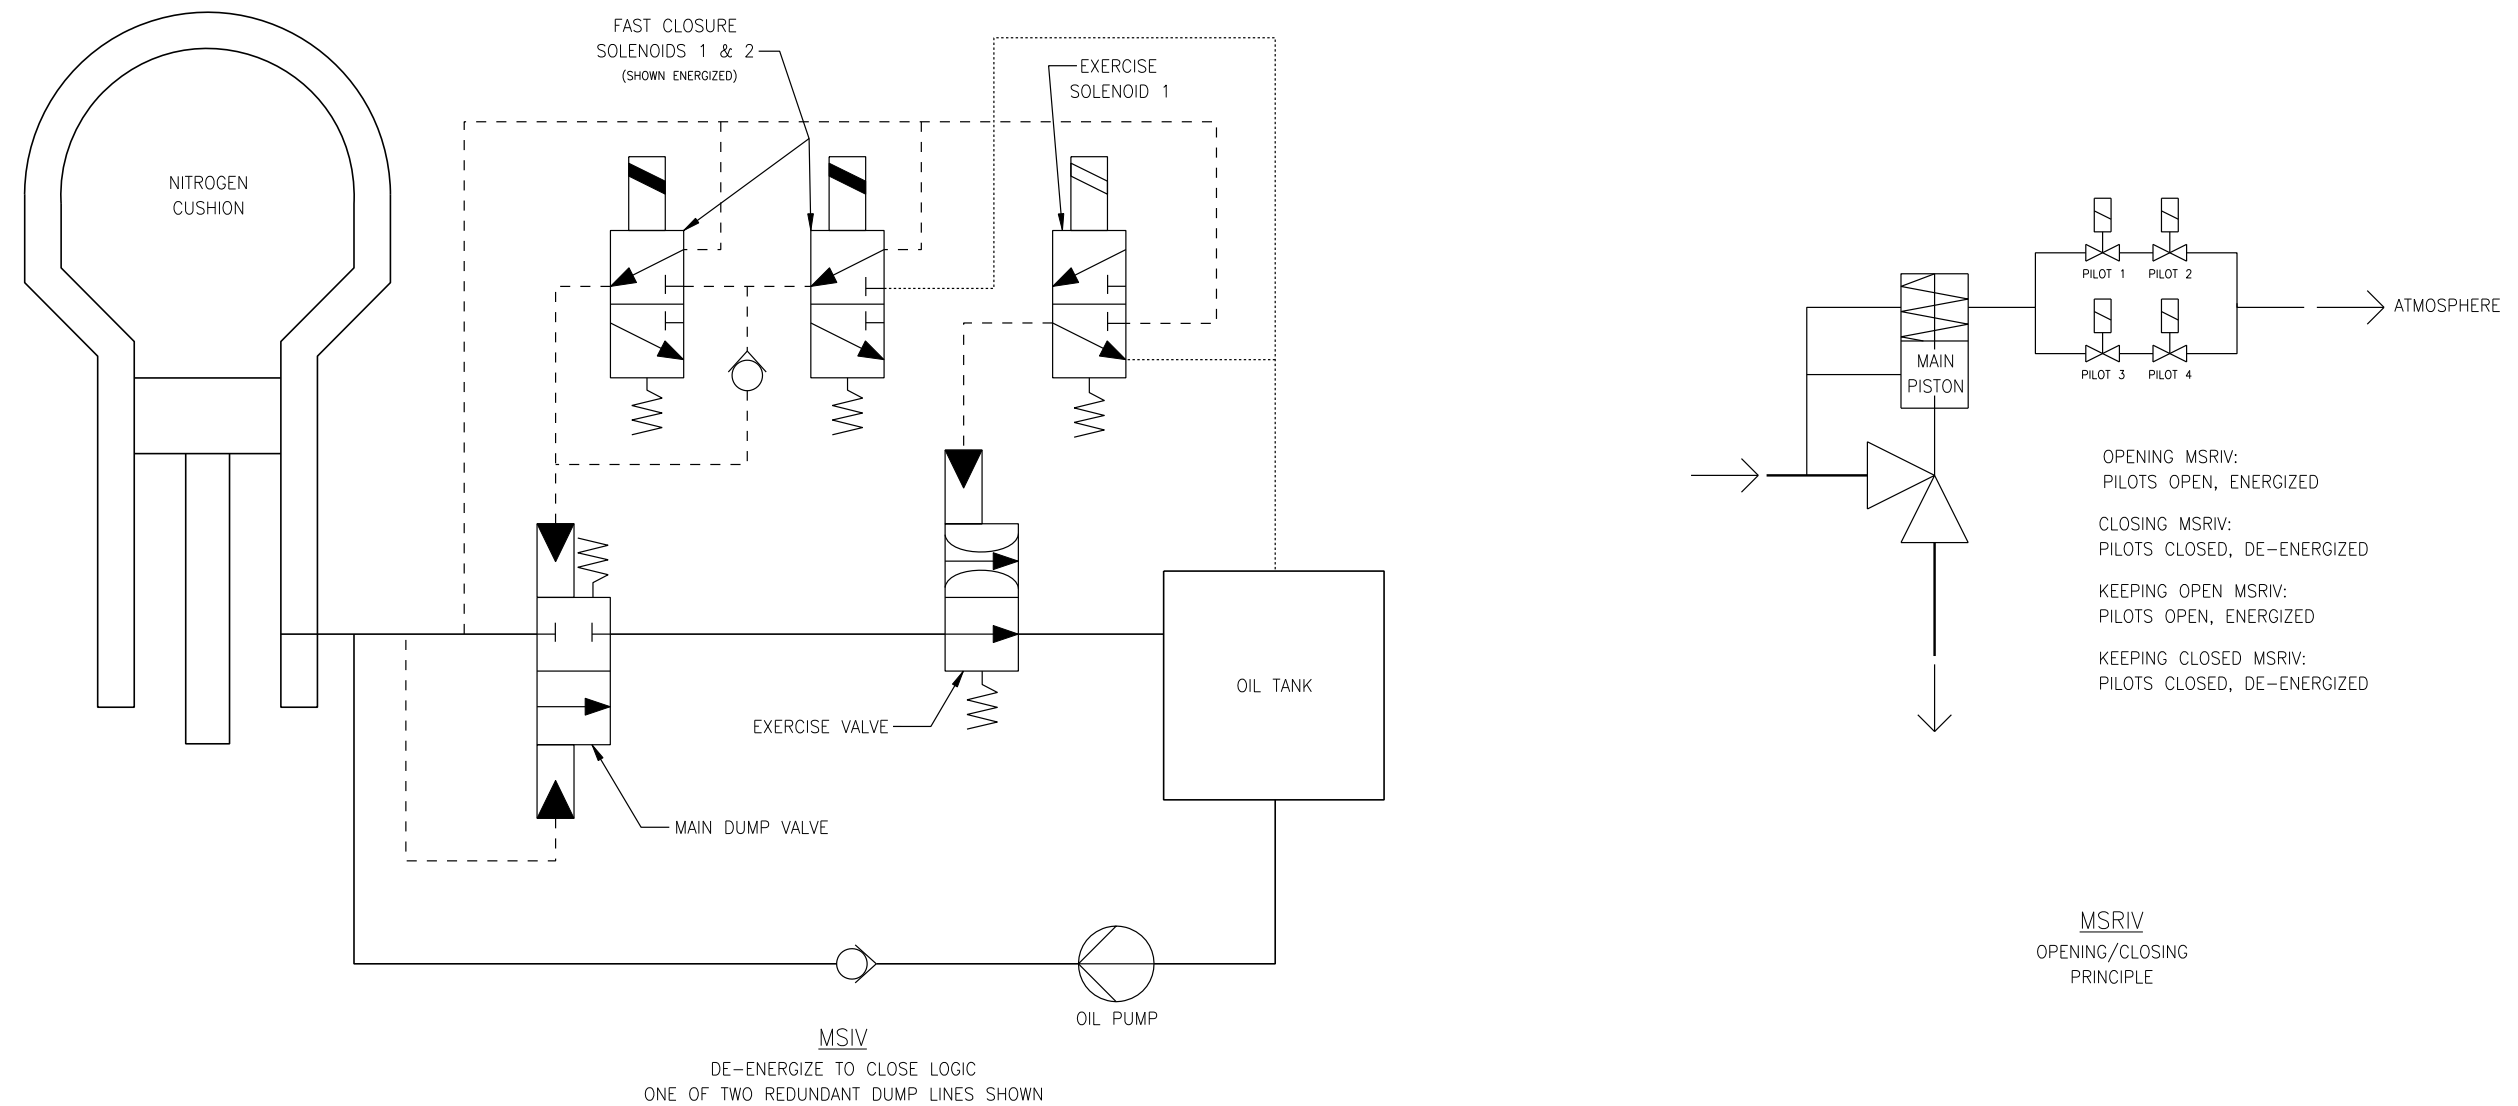 FAST CLOSURE
SOLENOIDS 1 & 2
(SHOWN ENERGIZED)
EXERCISE
SOLENOID 1
NITROGEN
CUSHION
PILOT 1
PILOT 2
ATMOSPHERE
MAIN
PISTON
PILOT 3
PILOT 4
OPENING MSRIV:
PILOTS OPEN, ENERGIZED
CLOSING MSRIV:
PILOTS CLOSED, DE-ENERGIZED
KEEPING OPEN MSRIV:
PILOTS OPEN, ENERGIZED
KEEPING CLOSED MSRIV:
PILOTS CLOSED, DE-ENERGIZED
OIL TANK
EXERCISE VALVE
MAIN DUMP VALVE
OIL PUMP
MSIV
DE-ENERGIZE TO CLOSE LOGIC
ONE OF TWO REDUNDANT DUMP LINES SHOWN
MSRIV
OPENING/CLOSING
PRINCIPLE